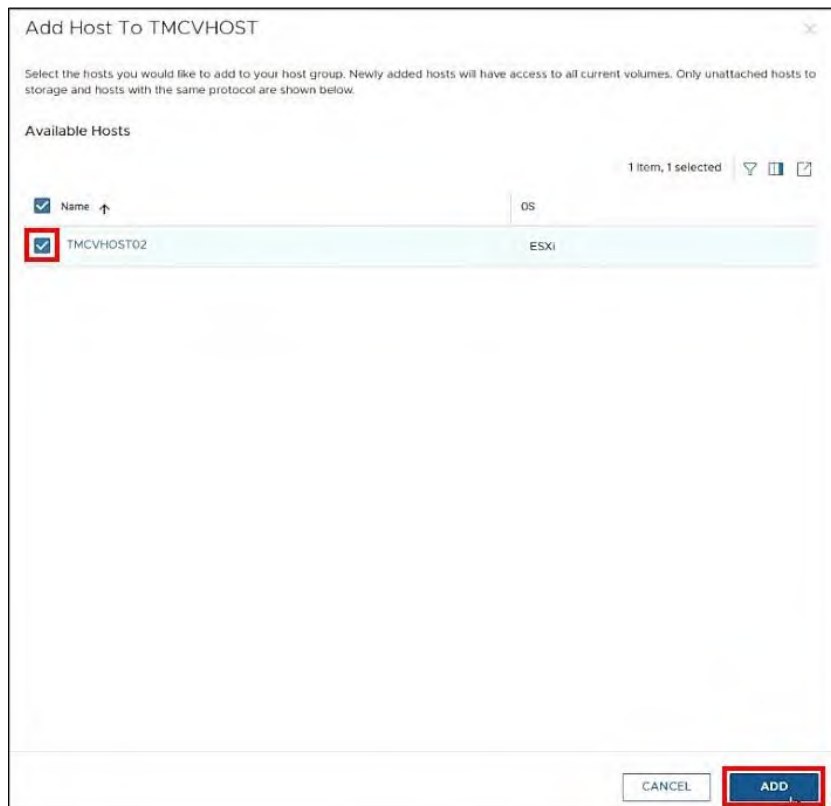 Add Host To TMCVHOST
Select the hosts you would like to add to your host group. Newly added hosts will have access to all current volumes. Only unattached hosts to
storage and hosts with the same protocol are shown below.
Available Hosts
1 item, 1 selected
Name
OS
TMCVHOST02
ESXi
CANCEL
ADD